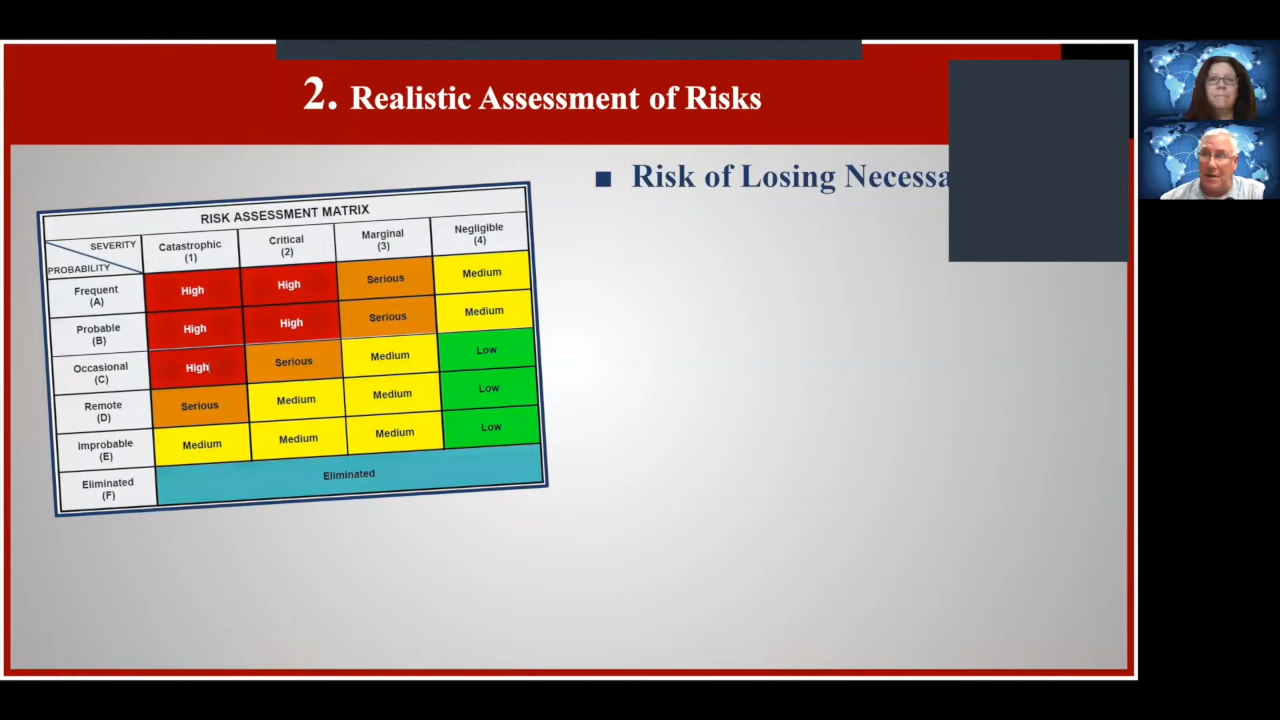 2. Realistic Assessment of Risks
■ Risk of Losing
RISK ASSESSMENT MATRIX
SEVERITY
PROBABILITY
Catastrophic
(1)
Critical
(2)
Marginal
(3)
Negligible
(4)
Frequent
(A)
High High Serious Medium
Probable
(B)
High High Serious Medium
Occasional
(C)
High Serious Medium Low
Remote
(D)
Serious Medium Medium Low
Improbable
(E)
Medium Medium Medium Low
Eliminated
(F)
Eliminated